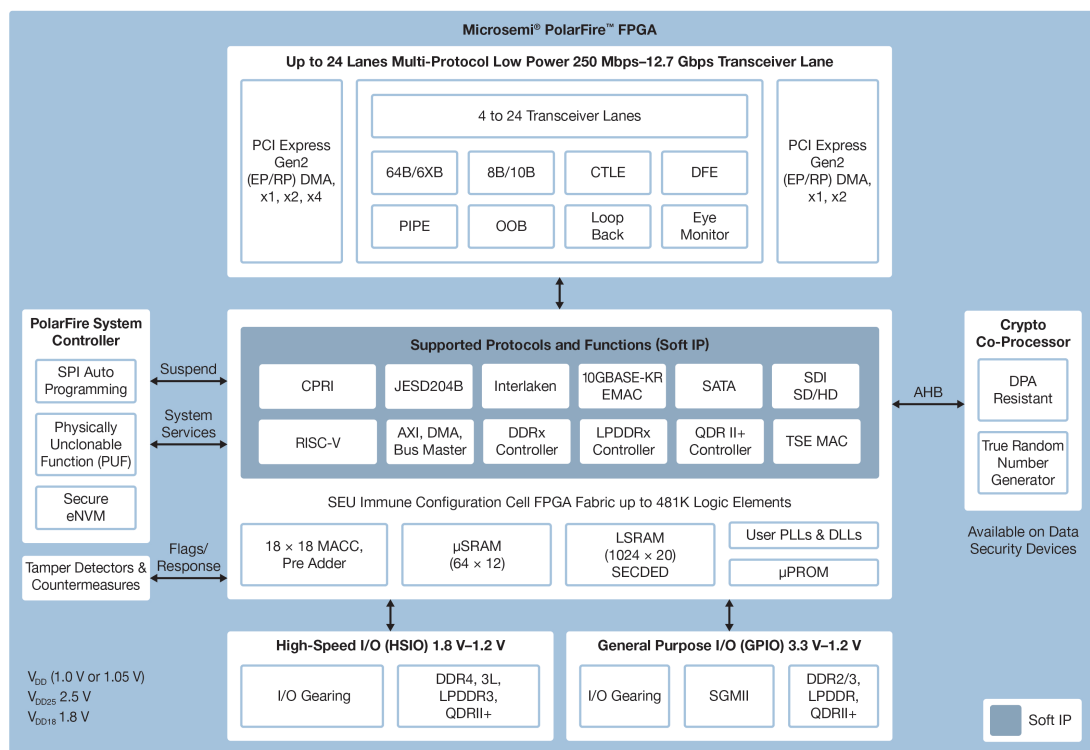 Microsemi® PolarFire™ FPGA
Up to 24 Lanes Multi-Protocol Low Power 250 Mbps–12.7 Gbps Transceiver Lane
PCI Express
Gen2
(EP/RP) DMA,
x1, x2, x4
4 to 24 Transceiver Lanes
64B/6XB
8B/10B
CTLE
DFE
PIPE
OOB
Loop
Back
Eye
Monitor
PCI Express
Gen2
(EP/RP) DMA,
x1, x2
PolarFire System
Controller
SPI Auto
Programming
Physically
Unclonable
Function (PUF)
Secure
eNVM
Suspend
System
Services
Flags/
Response
Tamper Detectors &
Countermeasures
Supported Protocols and Functions (Soft IP)
CPRI
JESD204B
Interlaken
10GBASE-KR
EMAC
SATA
SDI
SD/HD
RISC-V
AXI, DMA,
Bus Master
DDRx
Controller
LPDDRx
Controller
QDR II+
Controller
TSE MAC
SEU Immune Configuration Cell FPGA Fabric up to 481K Logic Elements
18 × 18 MACC,
Pre Adder
µSRAM
(64 × 12)
LSRAM
(1024 × 20)
SECDED
User PLLs & DLLs
µPROM
AHB
Crypto
Co-Processor
DPA
Resistant
True Random
Number
Generator
Available on Data
Security Devices
High-Speed I/O (HSIO) 1.8 V–1.2 V
I/O Gearing
DDR4, 3L,
LPDDR3,
QDRII+
General Purpose I/O (GPIO) 3.3 V–1.2 V
I/O Gearing
SGMII
DDR2/3,
LPDDR,
QDRII+
VDD (1.0 V or 1.05 V)
VDD25 2.5 V
VDD18 1.8 V
Soft IP